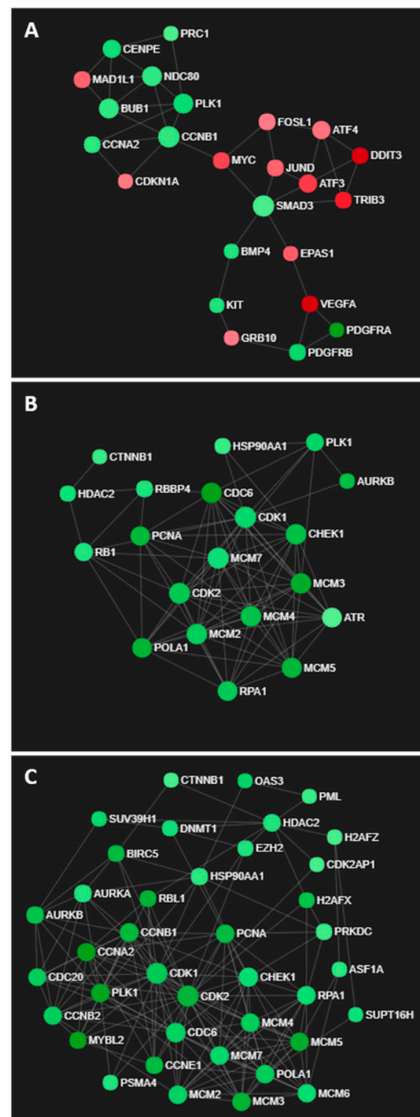 A
PRC1
CENPE
MAD1L1
NDC80
BUB1
PLK1
CCNA2
CCNB1
CDKN1A
MYC
FOSL1
ATF4
DDIT3
JUND
ATF3
TRIB3
SMAD3
BMP4
EPAS1
KIT
VEGFA
PDGFRA
GRB10
PDGFRB
B
CTNNB1
HSP90AA1
PLK1
HDAC2
RBBP4
CDC6
AURKB
CDK1
PCNA
CHEK1
RB1
MCM7
MCM3
CDK2
MCM4
ATR
MCM2
POLA1
MCM5
RPA1
C
CTNNB1
OAS3
PML
SUV39H1
DNMT1
HDAC2
H2AFZ
BIRC5
EZH2
CDK2AP1
HSP90AA1
AURKA
RBL1
H2AFX
AURKB
CCNB1
PCNA
PRKDC
CCNA2
CDC20
CDK1
CHEK1
ASF1A
PLK1
CDK2
RPA1
CCNB2
CDC6
MCM4
SUPT16H
MYBL2
MCM7
MCM5
CCNE1
POLA1
PSMA4
MCM2
MCM3
MCM6